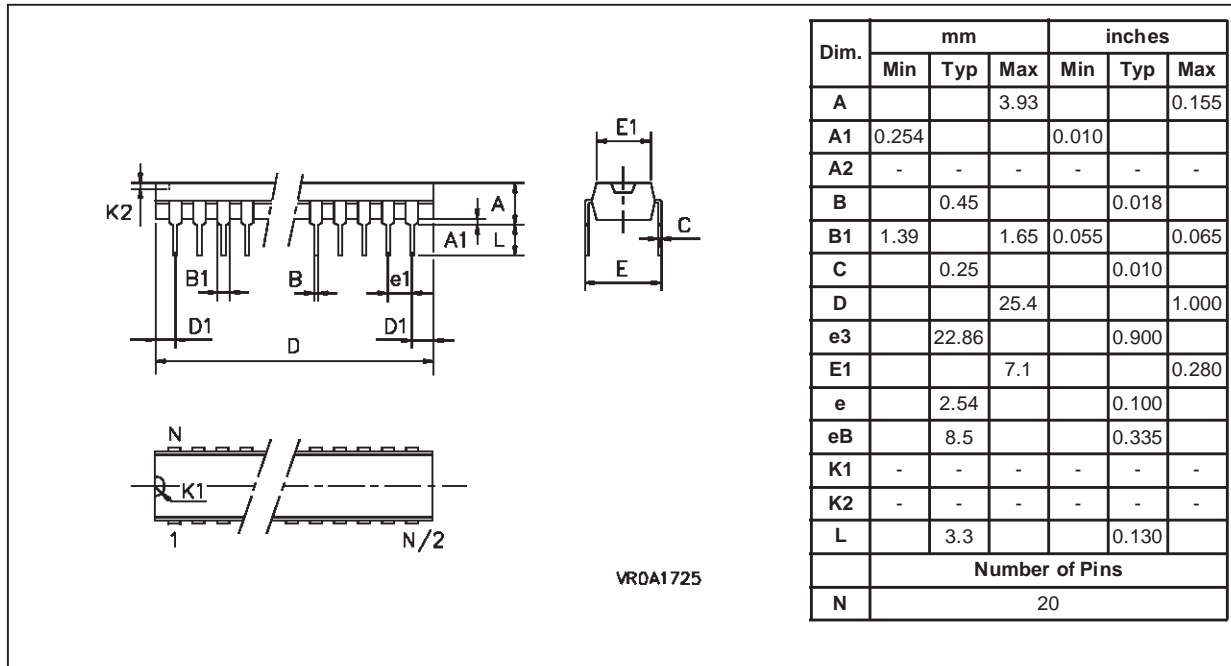 E1
K2
A
A1
L
C
B1
B
e1
E
D1
D1
D
N
K1
1
N/2
VR0A1725
Dim. mm inches
Min Typ Max Min Typ Max
A 3.93 0.155
A1 0.254 0.010
A2 - - - - - -
B 0.45 0.018
B1 1.39 1.65 0.055 0.065
C 0.25 0.010
D 25.4 1.000
e3 22.86 0.900
E1 7.1 0.280
e 2.54 0.100
eB 8.5 0.335
K1 - - - - - -
K2 - - - - - -
L 3.3 0.130
Number of Pins
N 20